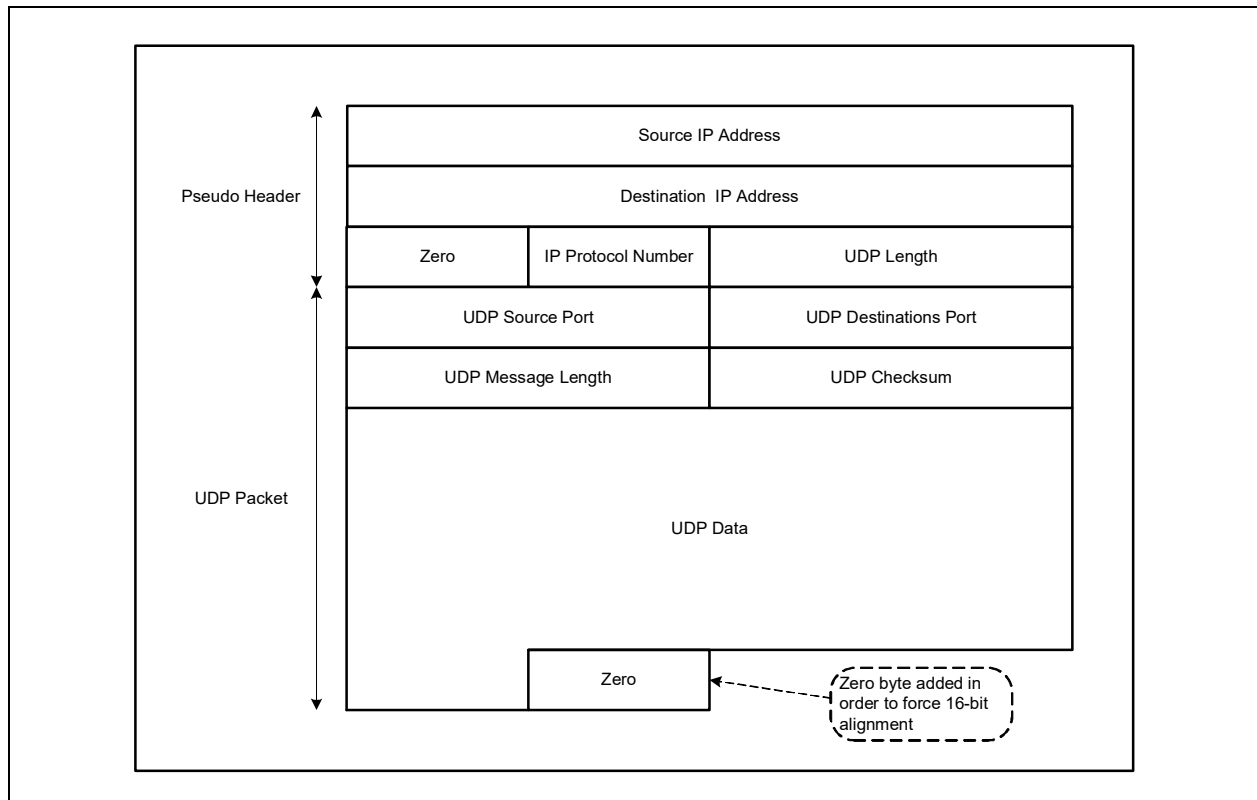 Source IP Address
Pseudo Header
Destination IP Address
Zero
IP Protocol Number
UDP Length
UDP Source Port
UDP Destinations Port
UDP Message Length
UDP Checksum
UDP Packet
UDP Data
Zero
Zero byte added in
order to force 16-bit
alignment